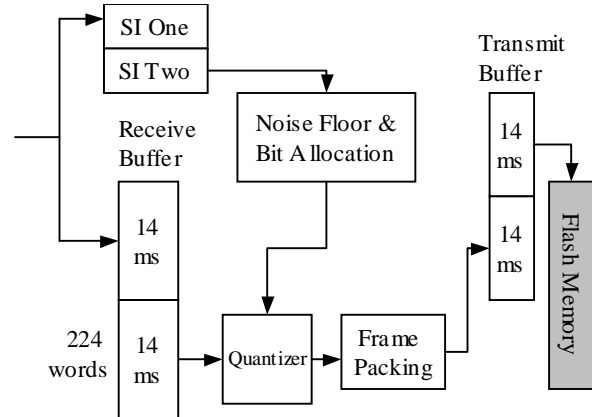 SI One
SI Two
Transmit
Buffer
Noise Floor &
Bit Allocation
Receive
Buffer
14
ms
14
ms
14
ms
224
words
14
ms
Quantizer
Frame
Packing
Flash Memory